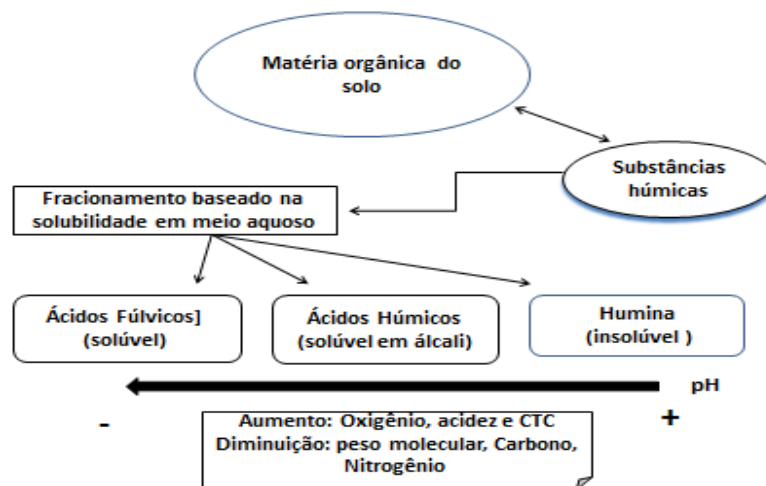 Matéria orgânica do
solo
Substâncias
húmicas
Fracionamento baseado na
solubilidade em meio aquoso
Ácidos Fúlvicos]
(solúvel)
Ácidos Húmicos
(solúvel em álcali)
Humina
(insolúvel )
pH
-
+
Aumento: Oxigênio, acidez e CTC
Diminuição: peso molecular, Carbono,
Nitrogênio